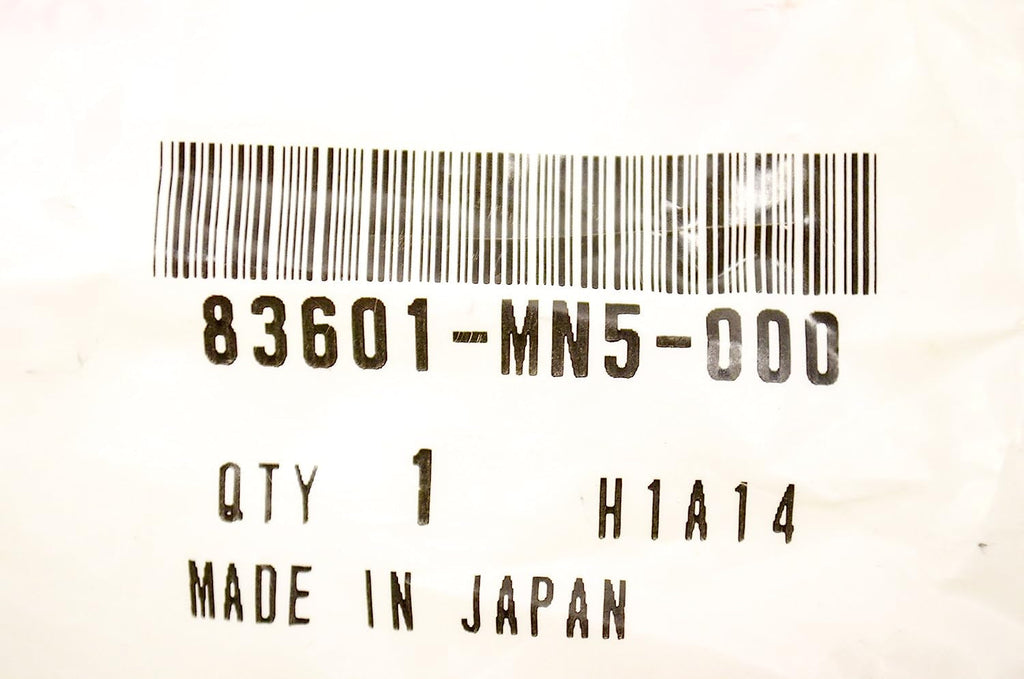 83601-MN5-000
QTY 1 H1A14
MADE IN JAPAN